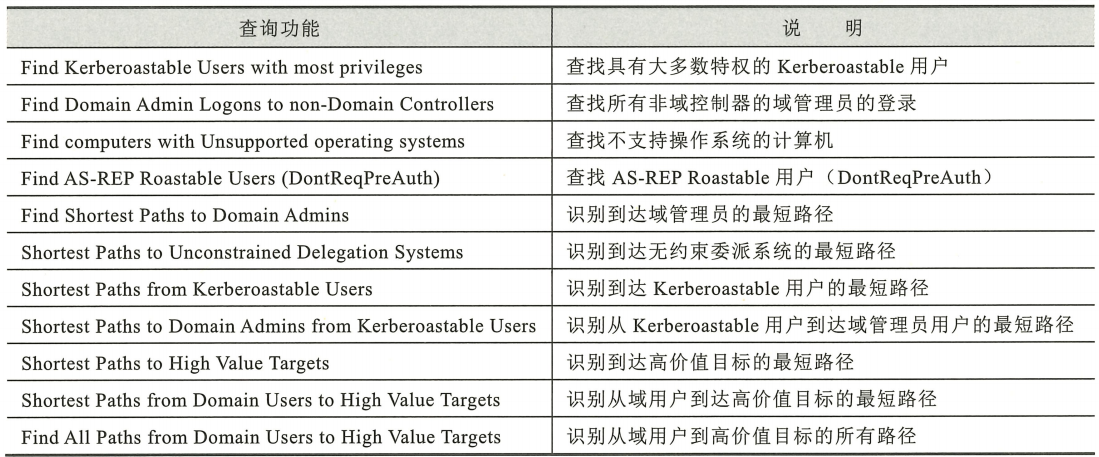 查询功能 说 明
Find Kerberoastable Users with most privileges 查找具有大多数特权的 Kerberoastable 用户
Find Domain Admin Logons to non-Domain Controllers 查找所有非域控制器的域管理员的登录
Find computers with Unsupported operating systems 查找不支持操作系统的计算机
Find AS-REP Roastable Users (DontReqPreAuth) 查找 AS-REP Roastable 用户（DontReqPreAuth）
Find Shortest Paths to Domain Admins 识别到达域管理员的最短路径
Shortest Paths to Unconstrained Delegation Systems 识别到达无约束委派系统的最短路径
Shortest Paths from Kerberoastable Users 识别到达 Kerberoastable 用户的最短路径
Shortest Paths to Domain Admins from Kerberoastable Users 识别从 Kerberoastable 用户到达域管理员用户的最短路径
Shortest Paths to High Value Targets 识别到达高价值目标的最短路径
Shortest Paths from Domain Users to High Value Targets 识别从域用户到达高价值目标的最短路径
Find All Paths from Domain Users to High Value Targets 识别从域用户到高价值目标的所有路径